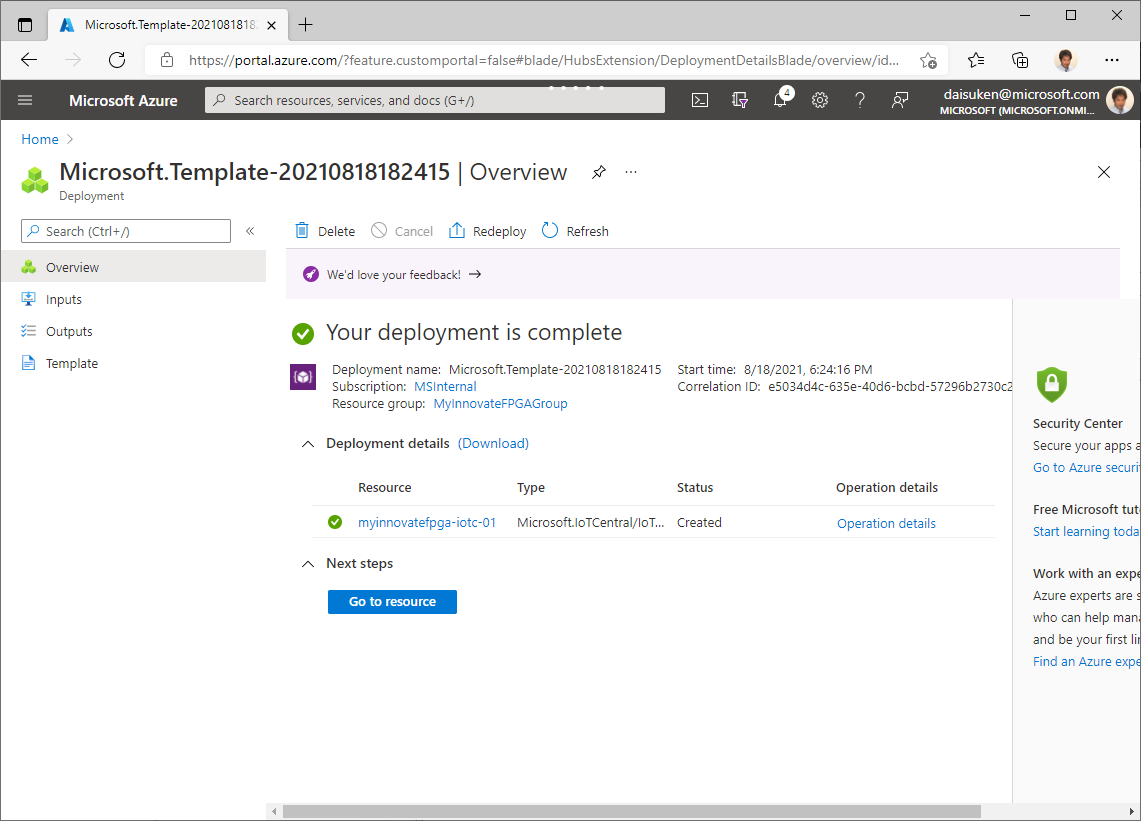 Microsoft.Template-202108181​8
https://portal.azure.com/?feature.customportal=false#blade/HubsExtension/DeploymentDetailsBlade/overview/id...
Microsoft Azure
Search resources, services, and docs (G+/)
4
daisuken@microsoft.com
MICROSOFT (MICROSOFT.ONMI...
Home
Microsoft.Template-20210818182415 | Overview
Deployment
Search (Ctrl+/)
Overview
Inputs
Outputs
Template
Delete
Cancel
Redeploy
Refresh
We'd love your feedback!
Your deployment is complete
Deployment name: Microsoft.Template-20210818182415
Subscription: MSInternal
Resource group: MyInnovateFPGAGroup
Start time: 8/18/2021, 6:24:16 PM
Correlation ID: e5034d4c-635e-40d6-bcbd-57296b2730c2
Deployment details (Download)
Resource Type Status Operation details
myinnovatefpga-iotc-01 Microsoft.IoTCentral/IoT... Created Operation details
Next steps
Go to resource
Security Center
Secure your apps a
Go to Azure securi
Free Microsoft tut
Start learning toda
Work with an expe
Azure experts are s
who can help mana
and be your first li
Find an Azure expe